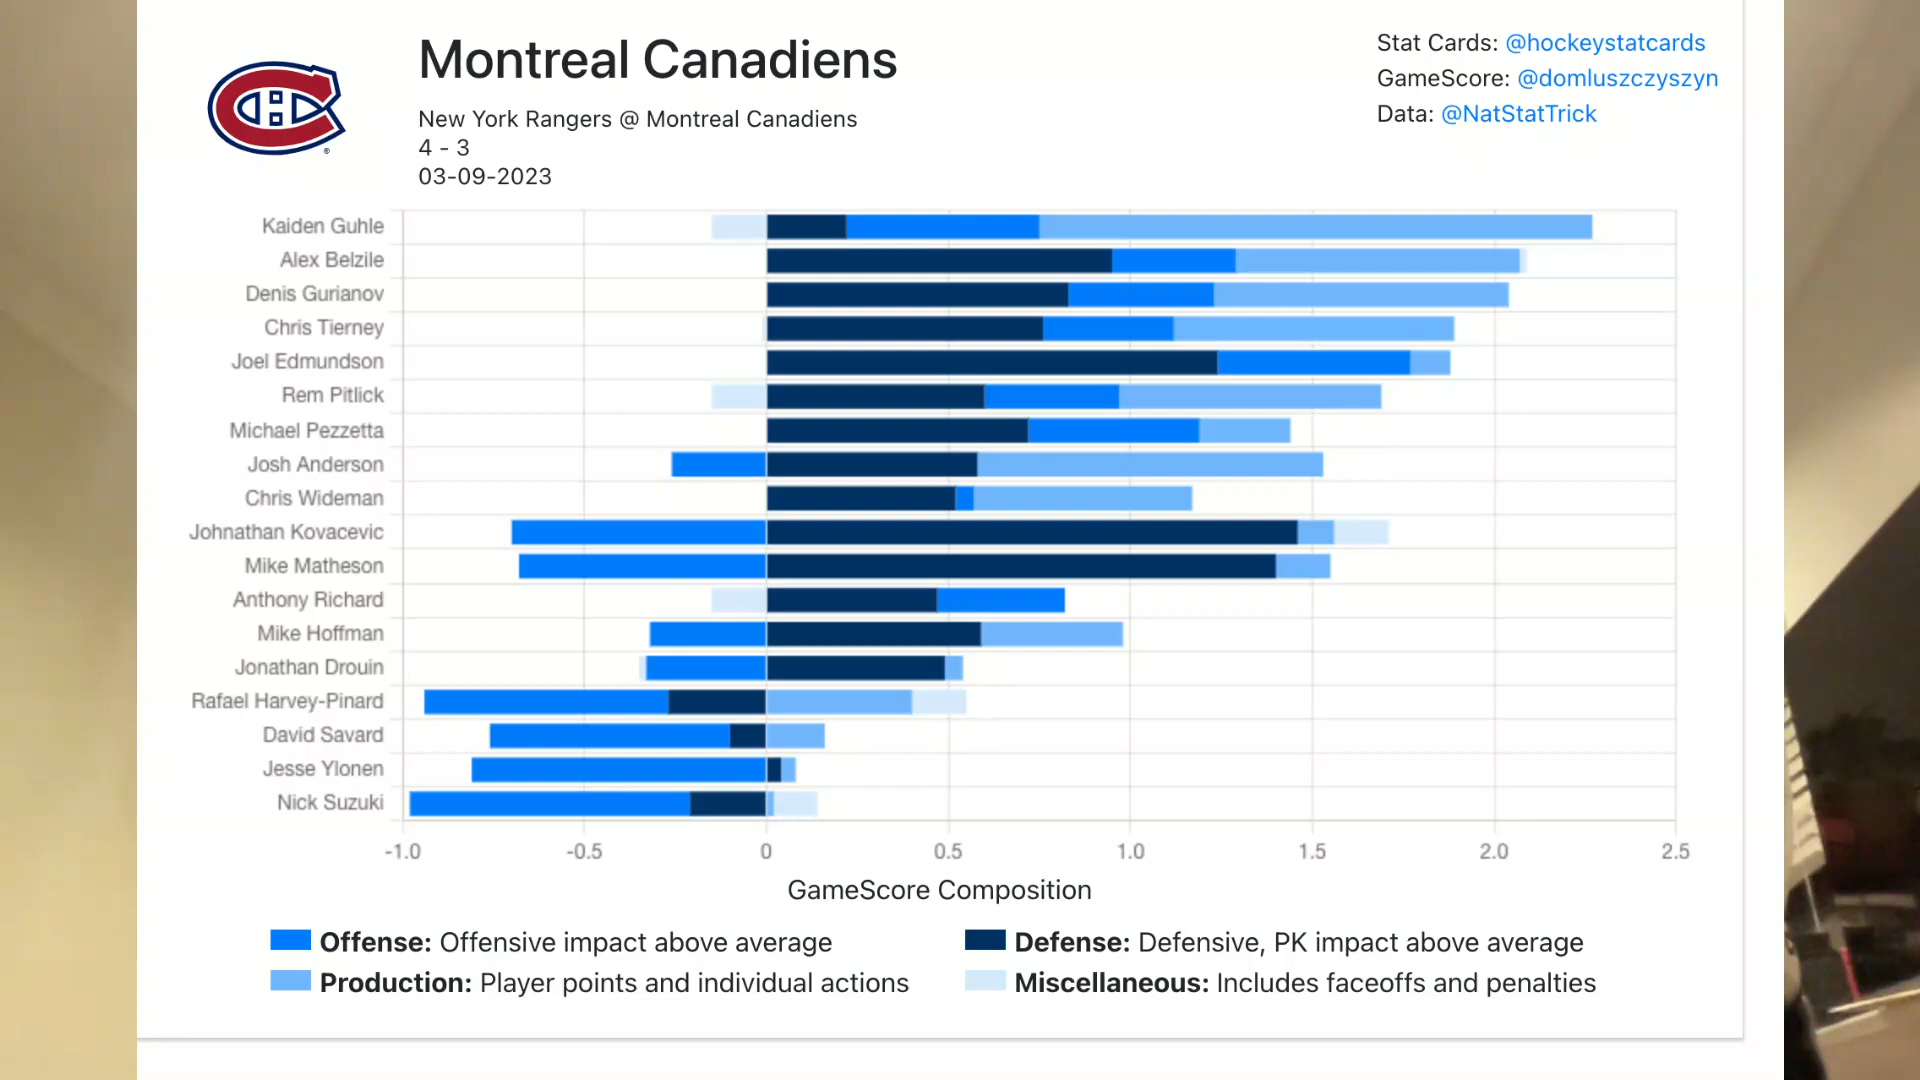 Montreal Canadiens
New York Rangers @ Montreal Canadiens
4 - 3
03-09-2023
Stat Cards: @hockeystatcards
GameScore: @domluszczyszyn
Data: @NatStatTrick
Kaiden Guhle
Alex Belzile
Denis Gurianov
Chris Tierney
Joel Edmundson
Rem Pitlick
Michael Pezzetta
Josh Anderson
Chris Wideman
Johnathan Kovacevic
Mike Matheson
Anthony Richard
Mike Hoffman
Jonathan Drouin
Rafael Harvey-Pinard
David Savard
Jesse Ylonen
Nick Suzuki
-1.0 -0.5 0 0.5 1.0 1.5 2.0 2.5
GameScore Composition
Offense: Offensive impact above average
Defense: Defensive, PK impact above average
Production: Player points and individual actions
Miscellaneous: Includes faceoffs and penalties